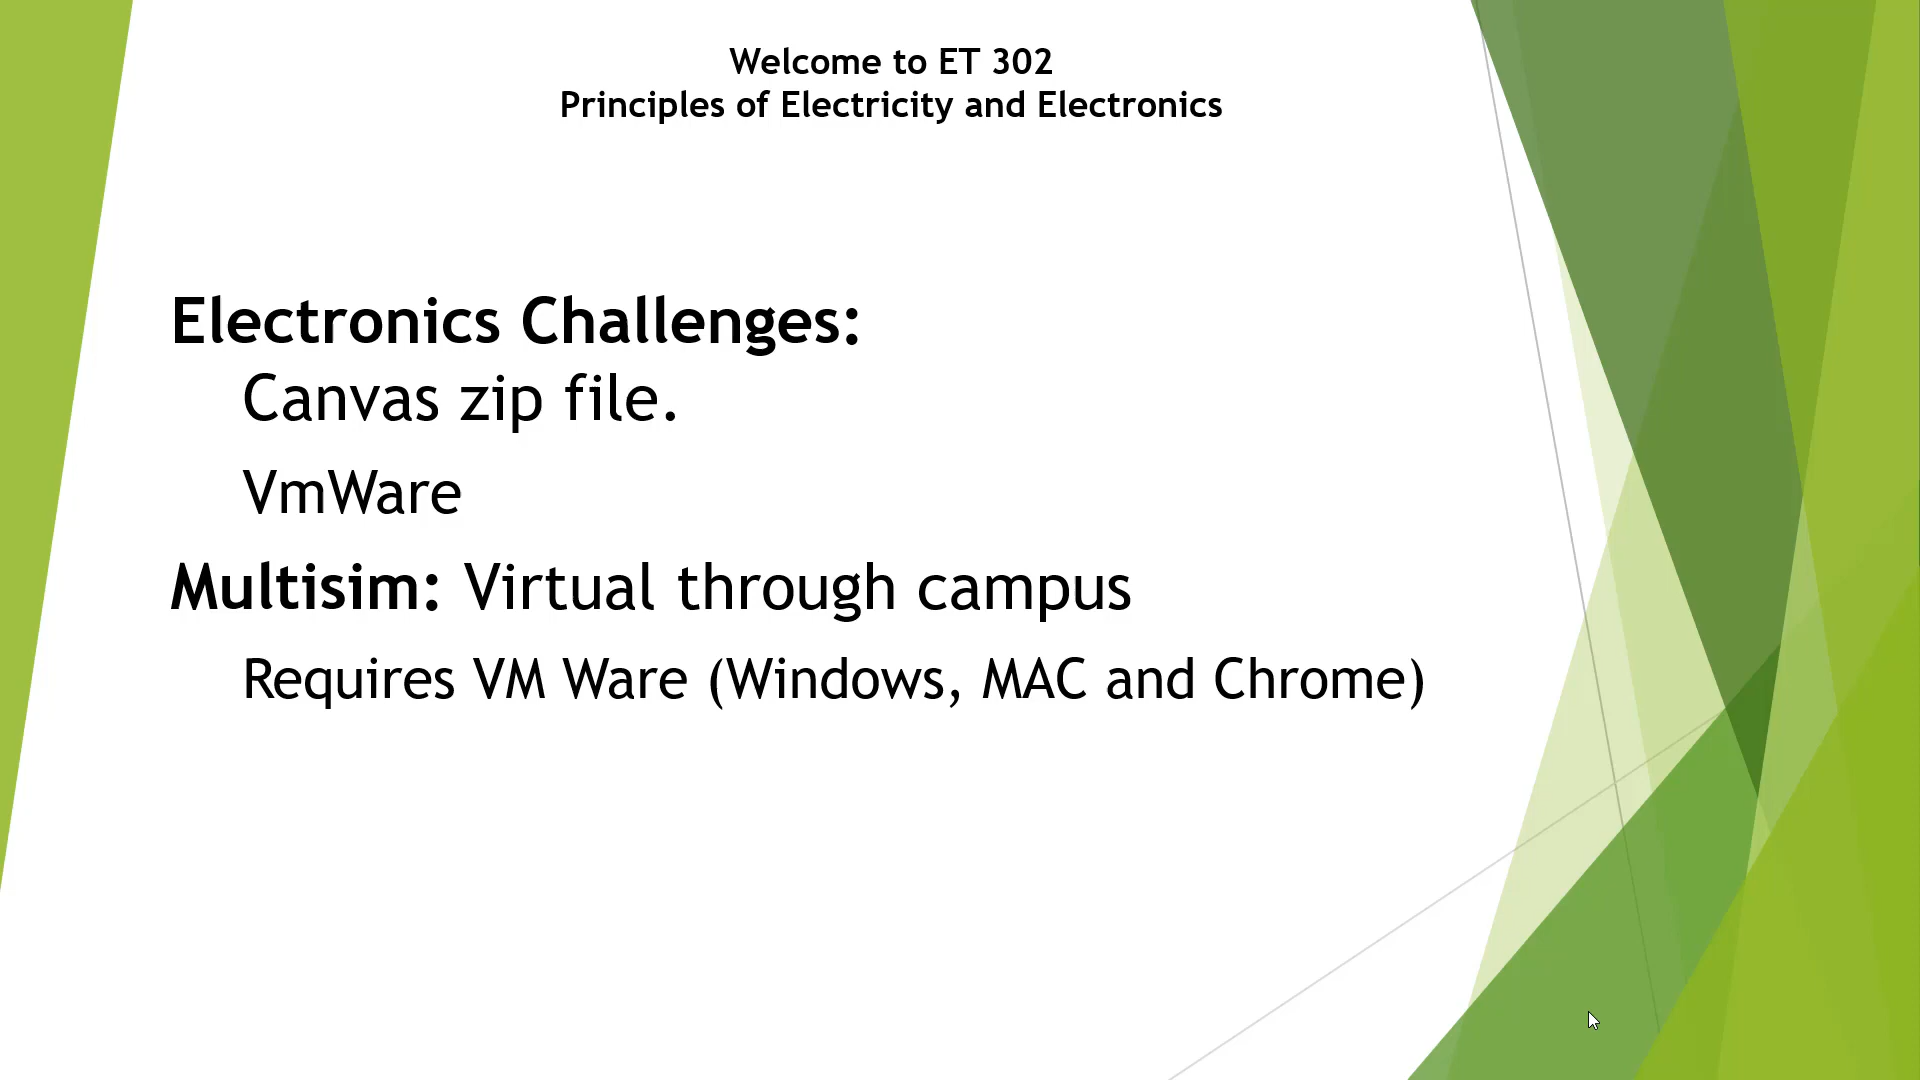 Welcome to ET 302
Principles of Electricity and Electronics
Electronics Challenges:
Canvas zip file.
VmWare
Multisim: Virtual through campus
Requires VM Ware (Windows, MAC and Chrome)